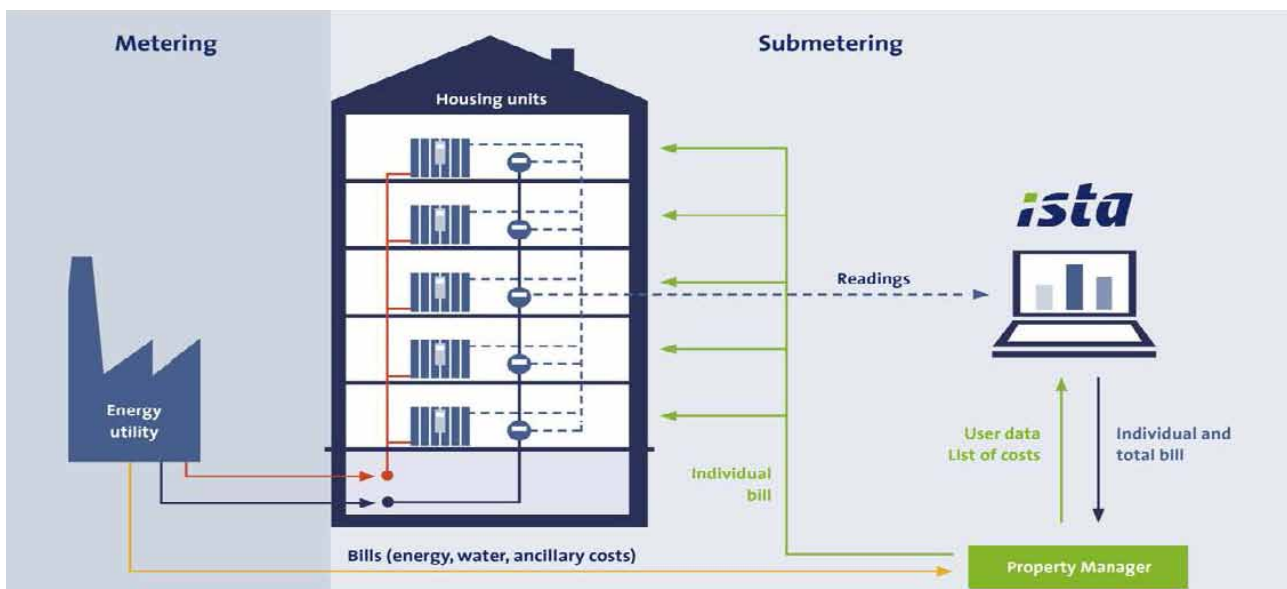 Metering
Submetering
Housing units
ista
Readings
Energy
utility
User data
List of costs
Individual and
total bill
Individual
bill
Bills (energy, water, ancillary costs)
Property Manager